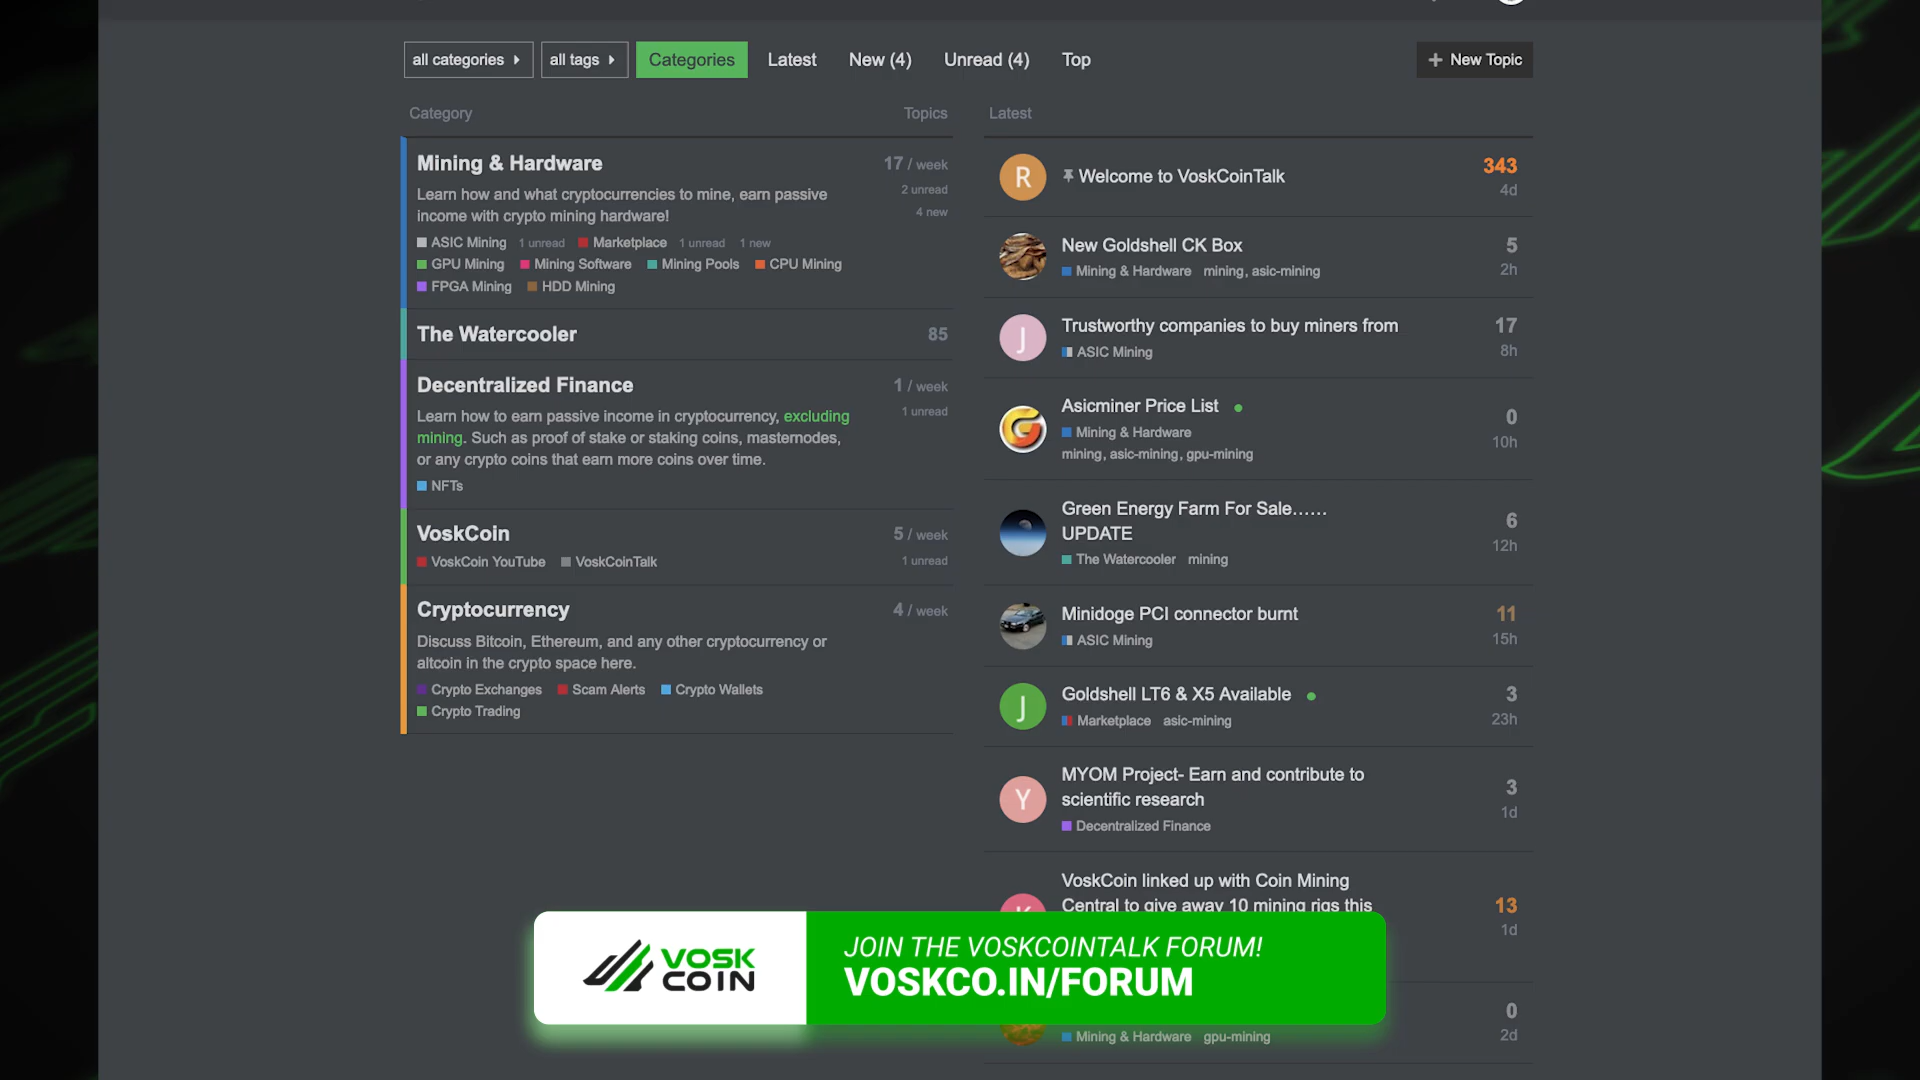 all categories
all tags
Categories
Latest
New (4)
Unread (4)
Top
+ New Topic
Category
Topics
Mining & Hardware
17 / week
Learn how and what cryptocurrencies to mine, earn passive
2 unread
income with crypto mining hardware!
4 new
ASIC Mining 1 unread Marketplace 1 unread 1 new
GPU Mining Mining Software Mining Pools CPU Mining
FPGA Mining HDD Mining
The Watercooler
85
Decentralized Finance
1 / week
Learn how to earn passive income in cryptocurrency, excluding
1 unread
mining. Such as proof of stake or staking coins, masternodes,
or any crypto coins that earn more coins over time.
NFTs
VoskCoin
5 / week
VoskCoin YouTube VoskCoinTalk
1 unread
Cryptocurrency
4 / week
Discuss Bitcoin, Ethereum, and any other cryptocurrency or
altcoin in the crypto space here.
Crypto Exchanges Scam Alerts Crypto Wallets
Crypto Trading
Latest
R
Welcome to VoskCoinTalk
343
4d
New Goldshell CK Box
5
Mining & Hardware mining, asic-mining
2h
J
Trustworthy companies to buy miners from
17
ASIC Mining
8h
G
Asicminer Price List
0
Mining & Hardware
10h
mining, asic-mining, gpu-mining
Green Energy Farm For Sale......
UPDATE
6
The Watercooler mining
12h
Minidoge PCI connector burnt
11
ASIC Mining
15h
J
Goldshell LT6 & X5 Available
3
Marketplace asic-mining
23h
Y
MYOM Project- Earn and contribute to
scientific research
3
1d
Decentralized Finance
VoskCoin linked up with Coin Mining
Central to give away 10 mining rigs this
13
1d
0
Mining & Hardware gpu-mining
2d
VOSK
COIN
JOIN THE VOSKCOINTALK FORUM!
VOSKCO.IN/FORUM